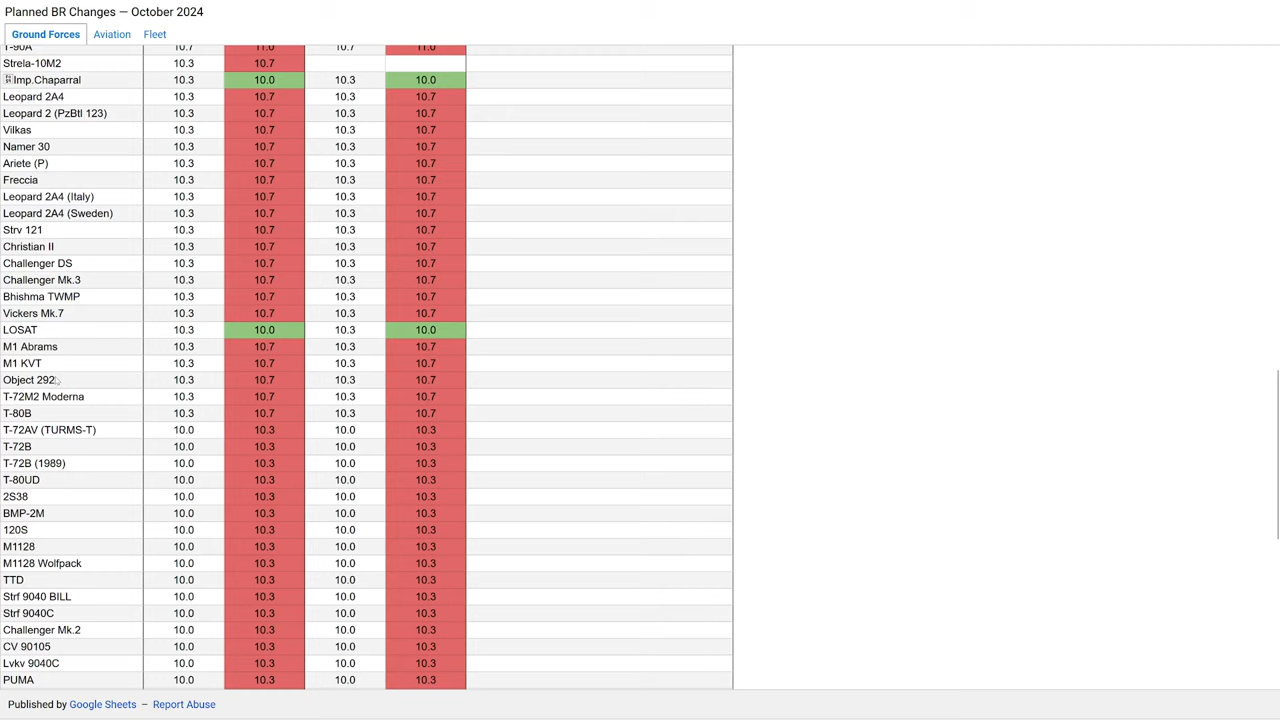 Planned BR Changes — October 2024
Ground Forces Aviation Fleet
T-90A 10.7 11.0 10.7 11.0
Strela-10M2 10.3 10.7
Imp.Chaparral 10.3 10.0 10.3 10.0
Leopard 2A4 10.3 10.7 10.3 10.7
Leopard 2 (PzBtl 123) 10.3 10.7 10.3 10.7
Vilkas 10.3 10.7 10.3 10.7
Namer 30 10.3 10.7 10.3 10.7
Ariete (P) 10.3 10.7 10.3 10.7
Freccia 10.3 10.7 10.3 10.7
Leopard 2A4 (Italy) 10.3 10.7 10.3 10.7
Leopard 2A4 (Sweden) 10.3 10.7 10.3 10.7
Strv 121 10.3 10.7 10.3 10.7
Christian II 10.3 10.7 10.3 10.7
Challenger DS 10.3 10.7 10.3 10.7
Challenger Mk.3 10.3 10.7 10.3 10.7
Bhishma TWMP 10.3 10.7 10.3 10.7
Vickers Mk.7 10.3 10.7 10.3 10.7
LOSAT 10.3 10.0 10.3 10.0
M1 Abrams 10.3 10.7 10.3 10.7
M1 KVT 10.3 10.7 10.3 10.7
Object 292 10.3 10.7 10.3 10.7
T-72M2 Moderna 10.3 10.7 10.3 10.7
T-80B 10.3 10.7 10.3 10.7
T-72AV (TURMS-T) 10.0 10.3 10.0 10.3
T-72B 10.0 10.3 10.0 10.3
T-72B (1989) 10.0 10.3 10.0 10.3
T-80UD 10.0 10.3 10.0 10.3
2S38 10.0 10.3 10.0 10.3
BMP-2M 10.0 10.3 10.0 10.3
120S 10.0 10.3 10.0 10.3
M1128 10.0 10.3 10.0 10.3
M1128 Wolfpack 10.0 10.3 10.0 10.3
TTD 10.0 10.3 10.0 10.3
Strf 9040 BILL 10.0 10.3 10.0 10.3
Strf 9040C 10.0 10.3 10.0 10.3
Challenger Mk.2 10.0 10.3 10.0 10.3
CV 90105 10.0 10.3 10.0 10.3
Lvkv 9040C 10.0 10.3 10.0 10.3
PUMA 10.0 10.3 10.0 10.3
Published by Google Sheets – Report Abuse